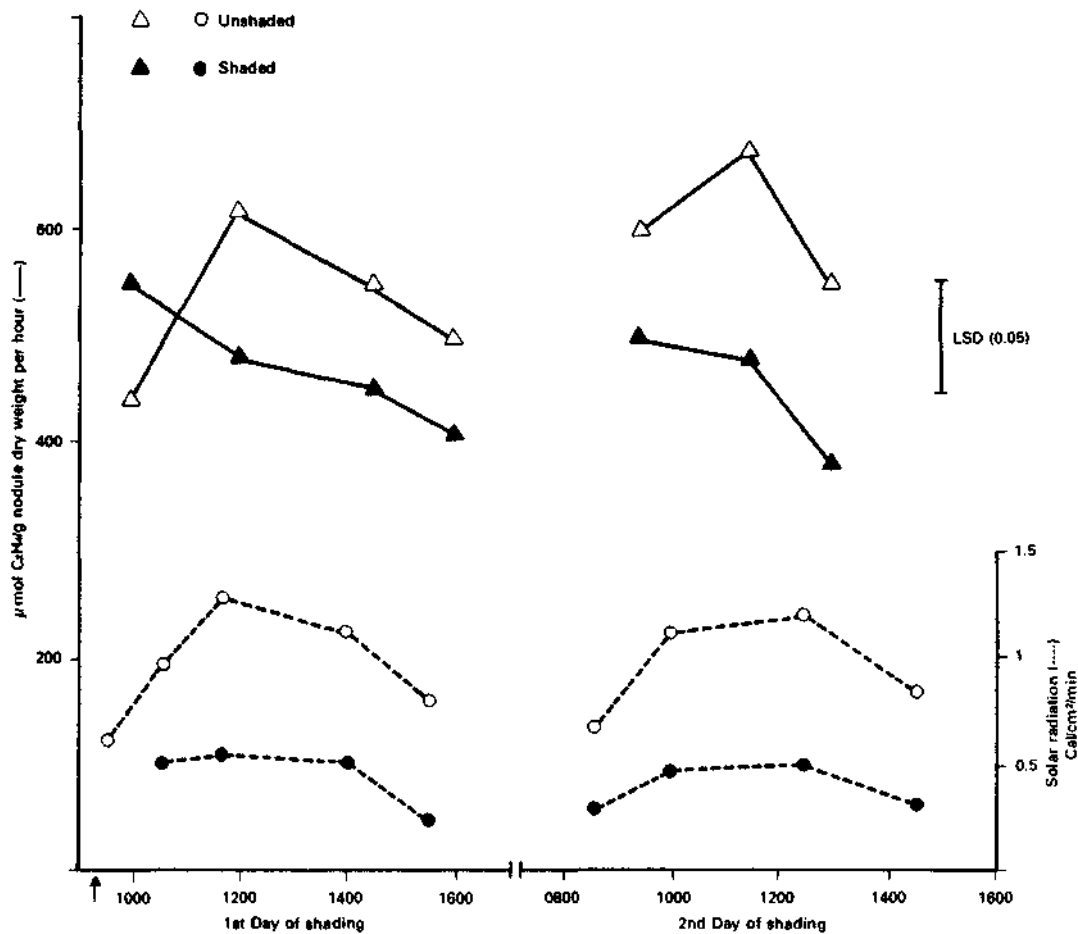 Unshaded
Shaded
μmol C₂H₄/g nodule dry weight per hour (——)
600
400
200
LSD (0.05)
1.5
1
0.5
Solar radiation (----)
Cal/cm²/min
1000 1200 1400 1600 0800 1000 1200 1400 1600
1st Day of shading 2nd Day of shading